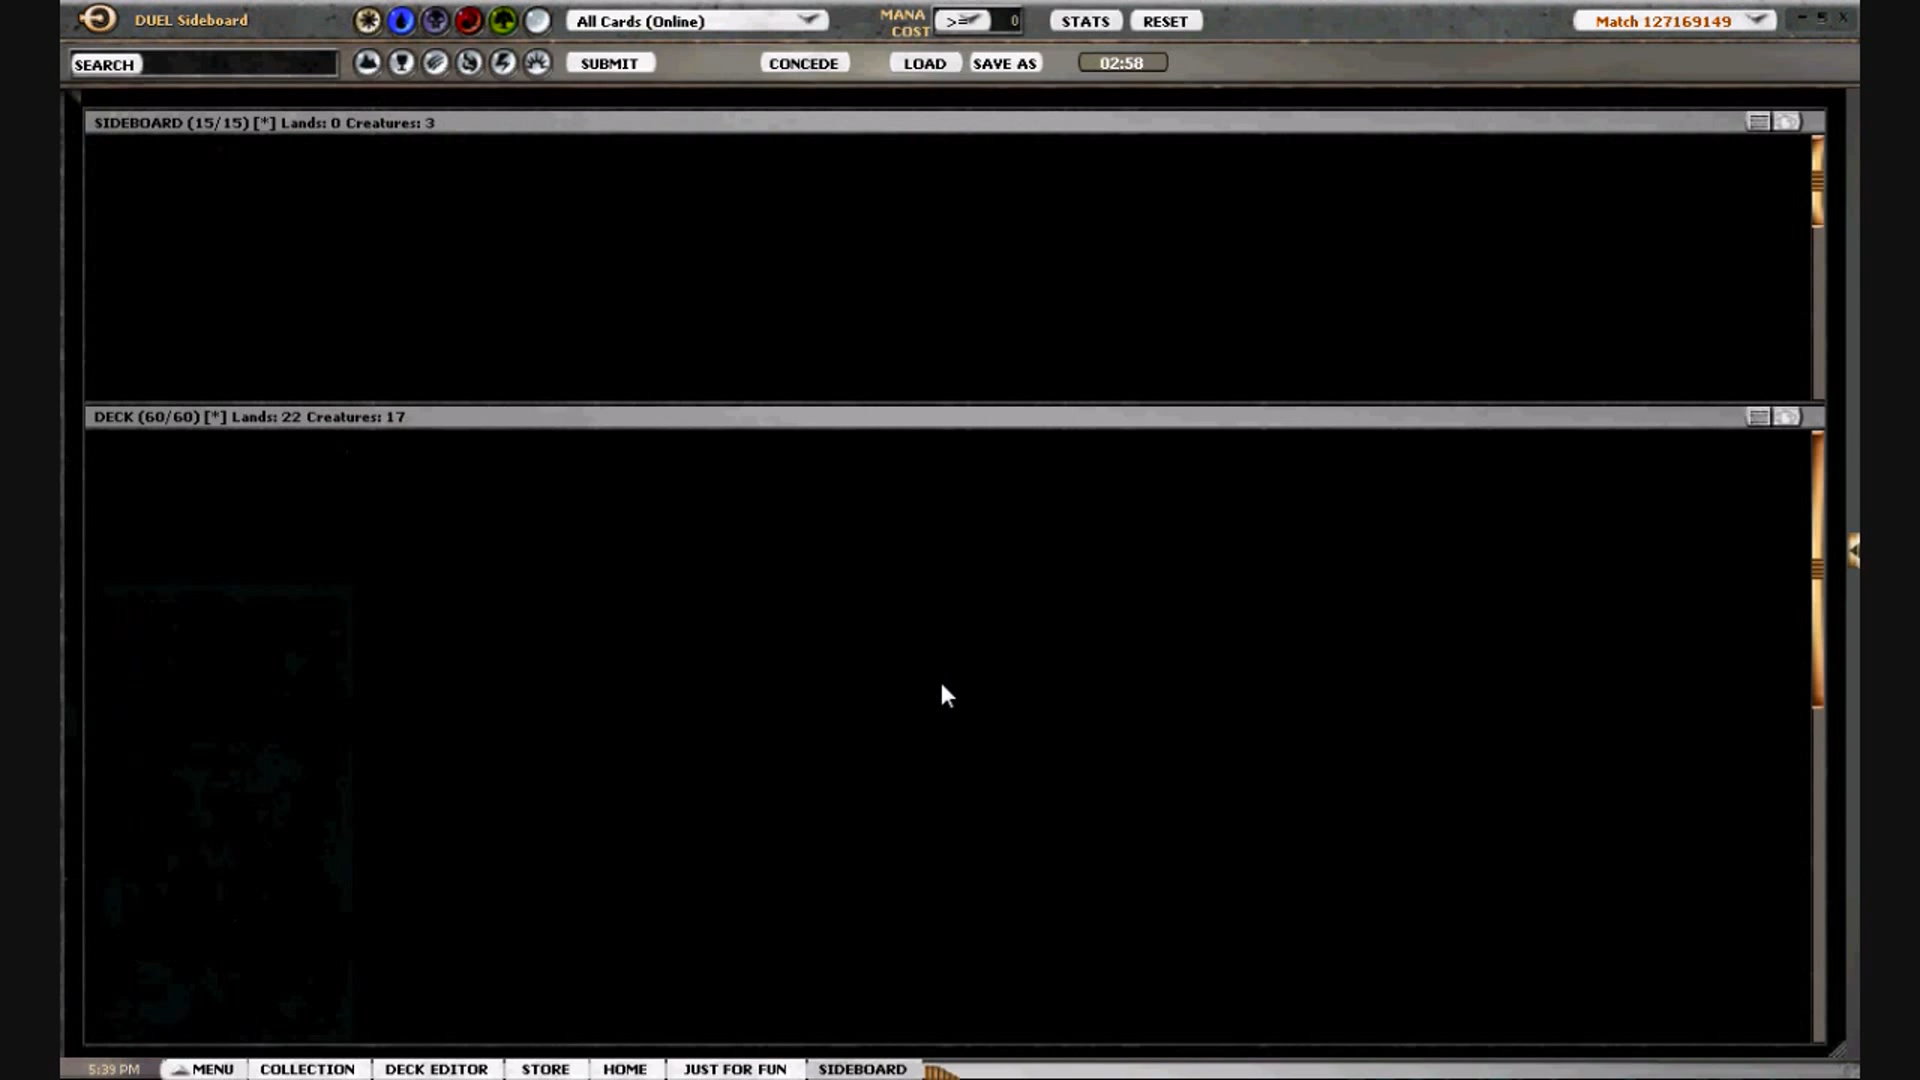 DUEL Sideboard
All Cards (Online)
MANA COST
>=
0
STATS
RESET
Match 127169149
SEARCH
SUBMIT
CONCEDE
LOAD
SAVE AS
02:58
SIDEBOARD (15/15) [*] Lands: 0 Creatures: 3
DECK (60/60) [*] Lands: 22 Creatures: 17
5:39 PM
MENU
COLLECTION
DECK EDITOR
STORE
HOME
JUST FOR FUN
SIDEBOARD